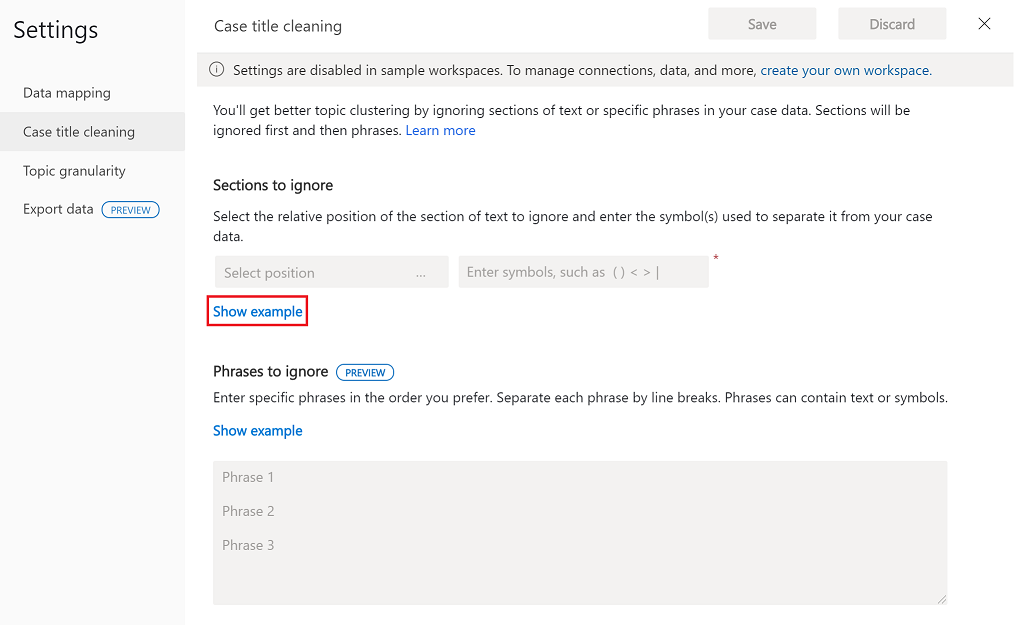 Settings
Data mapping
Case title cleaning
Topic granularity
Export data PREVIEW
Case title cleaning
Save
Discard
Settings are disabled in sample workspaces. To manage connections, data, and more, create your own workspace.
You'll get better topic clustering by ignoring sections of text or specific phrases in your case data. Sections will be
ignored first and then phrases. Learn more
Sections to ignore
Select the relative position of the section of text to ignore and enter the symbol(s) used to separate it from your case
data.
Select position ...
Enter symbols, such as ( ) < > | *
Show example
Phrases to ignore PREVIEW
Enter specific phrases in the order you prefer. Separate each phrase by line breaks. Phrases can contain text or symbols.
Show example
Phrase 1
Phrase 2
Phrase 3